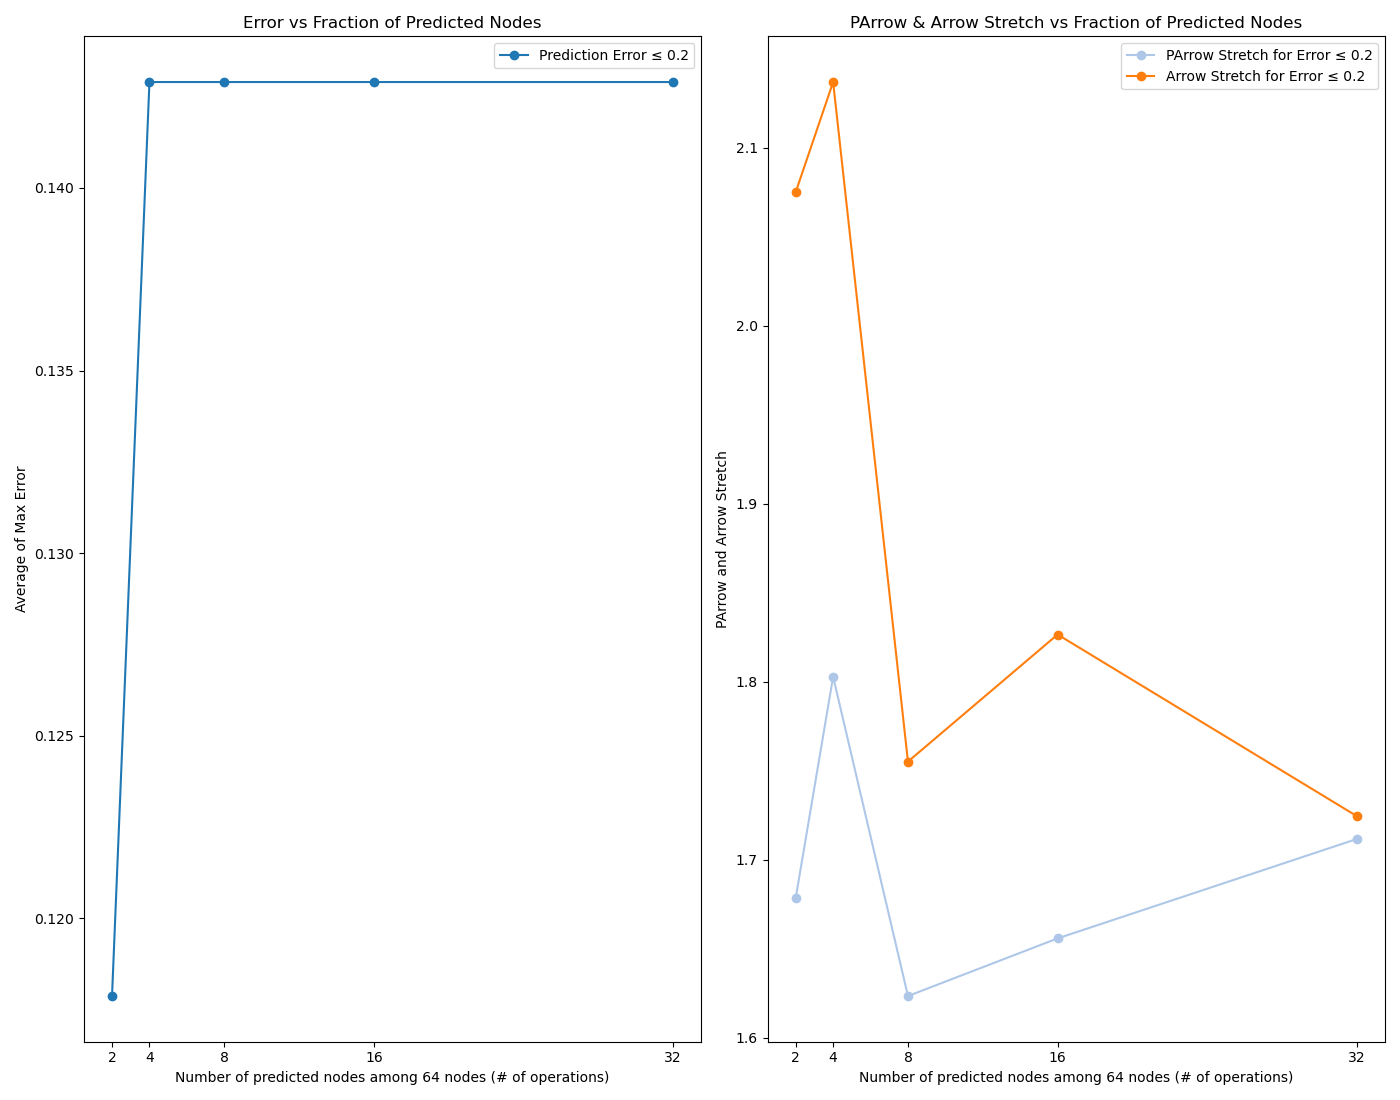 Error vs Fraction of Predicted Nodes
Prediction Error ≤ 0.2
0.140
0.135
0.130
0.125
0.120
Average of Max Error
2 4 8 16 32
Number of predicted nodes among 64 nodes (# of operations)
PArrow & Arrow Stretch vs Fraction of Predicted Nodes
PArrow Stretch for Error ≤ 0.2
Arrow Stretch for Error ≤ 0.2
2.1
2.0
1.9
1.8
1.7
1.6
PArrow and Arrow Stretch
2 4 8 16 32
Number of predicted nodes among 64 nodes (# of operations)